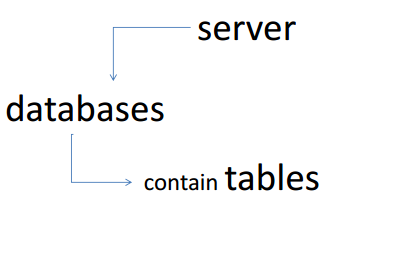 server
databases
contain tables